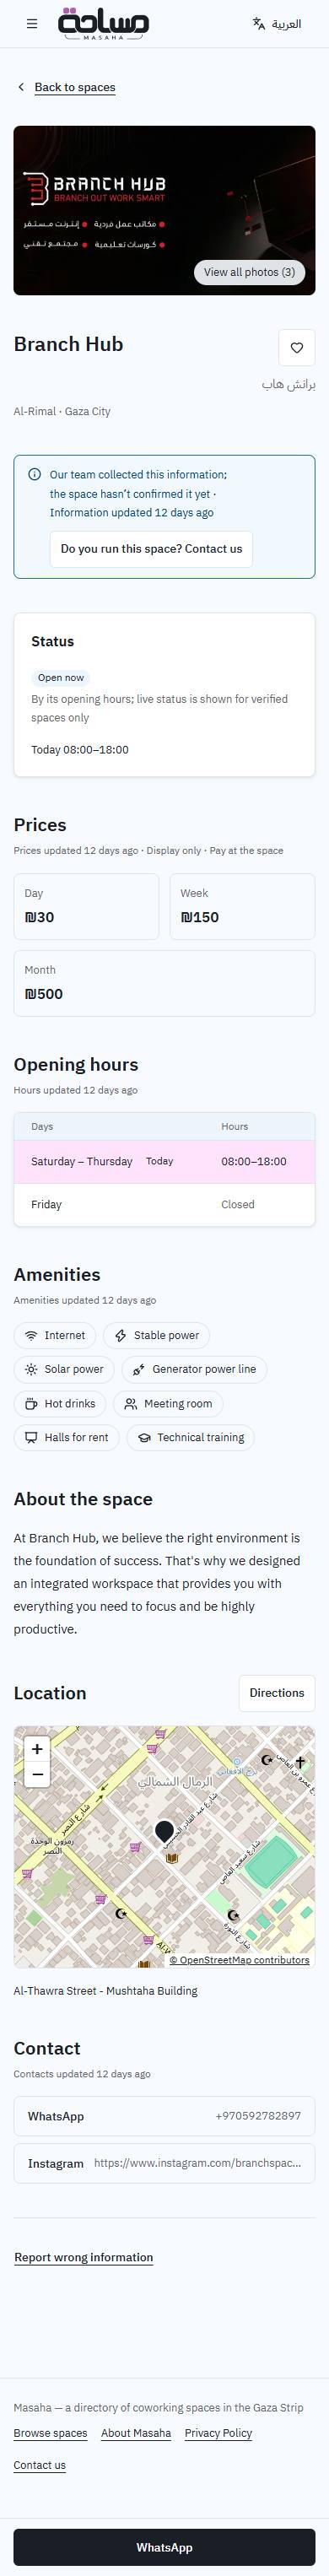 مساحة
MASAHA
العربية
Back to spaces
BRANCH HUB
BRANCH OUT WORK SMART
مكاتب عمل فردية
إنترنت مستقر
كورسات تعليمية
مجتمع تقني
View all photos (3)
Branch Hub
برانش هاب
Al-Rimal · Gaza City
Our team collected this information;
the space hasn't confirmed it yet ·
Information updated 12 days ago
Do you run this space? Contact us
Status
Open now
By its opening hours; live status is shown for verified
spaces only
Today 08:00–18:00
Prices
Prices updated 12 days ago · Display only · Pay at the space
Day
₪30
Week
₪150
Month
₪500
Opening hours
Hours updated 12 days ago
Days Hours
Saturday – Thursday Today 08:00–18:00
Friday Closed
Amenities
Amenities updated 12 days ago
Internet
Stable power
Solar power
Generator power line
Hot drinks
Meeting room
Halls for rent
Technical training
About the space
At Branch Hub, we believe the right environment is
the foundation of success. That's why we designed
an integrated workspace that provides you with
everything you need to focus and be highly
productive.
Location
Directions
+
−
الرمال الشمالي
شارع النصر
رمزون الوحدة
النصر
شارع سعيد العاص
شارع الثورة
© OpenStreetMap contributors
Al-Thawra Street - Mushtaha Building
Contact
Contacts updated 12 days ago
WhatsApp +970592782897
Instagram https://www.instagram.com/branchspac...
Report wrong information
Masaha — a directory of coworking spaces in the Gaza Strip
Browse spaces
About Masaha
Privacy Policy
Contact us
WhatsApp